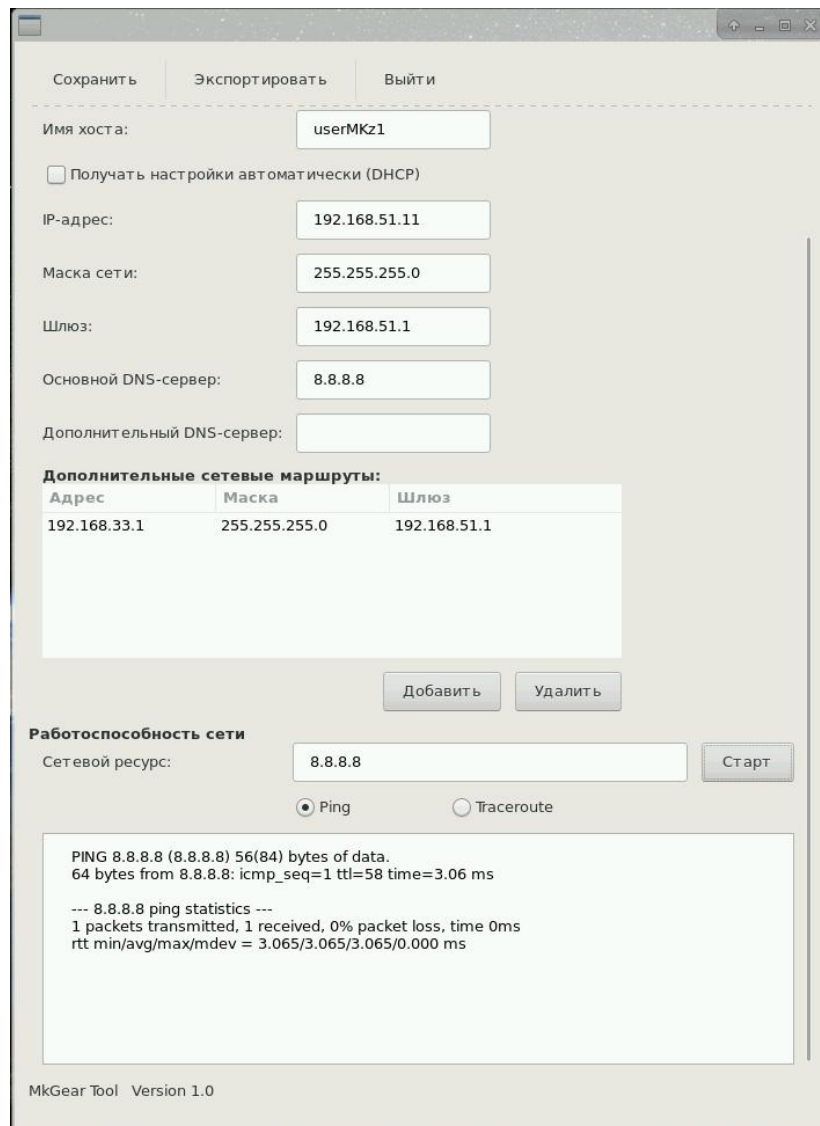 Сохранить Экспортировать Выйти
Имя хоста: userMKz1
Получать настройки автоматически (DHCP)
IP-адрес: 192.168.51.11
Маска сети: 255.255.255.0
Шлюз: 192.168.51.1
Основной DNS-сервер: 8.8.8.8
Дополнительный DNS-сервер:
Дополнительные сетевые маршруты:
Адрес Маска Шлюз
192.168.33.1 255.255.255.0 192.168.51.1
Добавить Удалить
Работоспособность сети
Сетевой ресурс: 8.8.8.8 Старт
Ping Traceroute
PING 8.8.8.8 (8.8.8.8) 56(84) bytes of data.
64 bytes from 8.8.8.8: icmp_seq=1 ttl=58 time=3.06 ms
--- 8.8.8.8 ping statistics ---
1 packets transmitted, 1 received, 0% packet loss, time 0ms
rtt min/avg/max/mdev = 3.065/3.065/3.065/0.000 ms
MkGear Tool Version 1.0